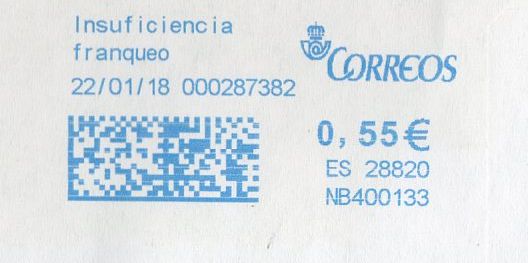 Insuficiencia
franqueo
22/01/18 000287382
CORREOS
0,55€
ES 28820
NB400133